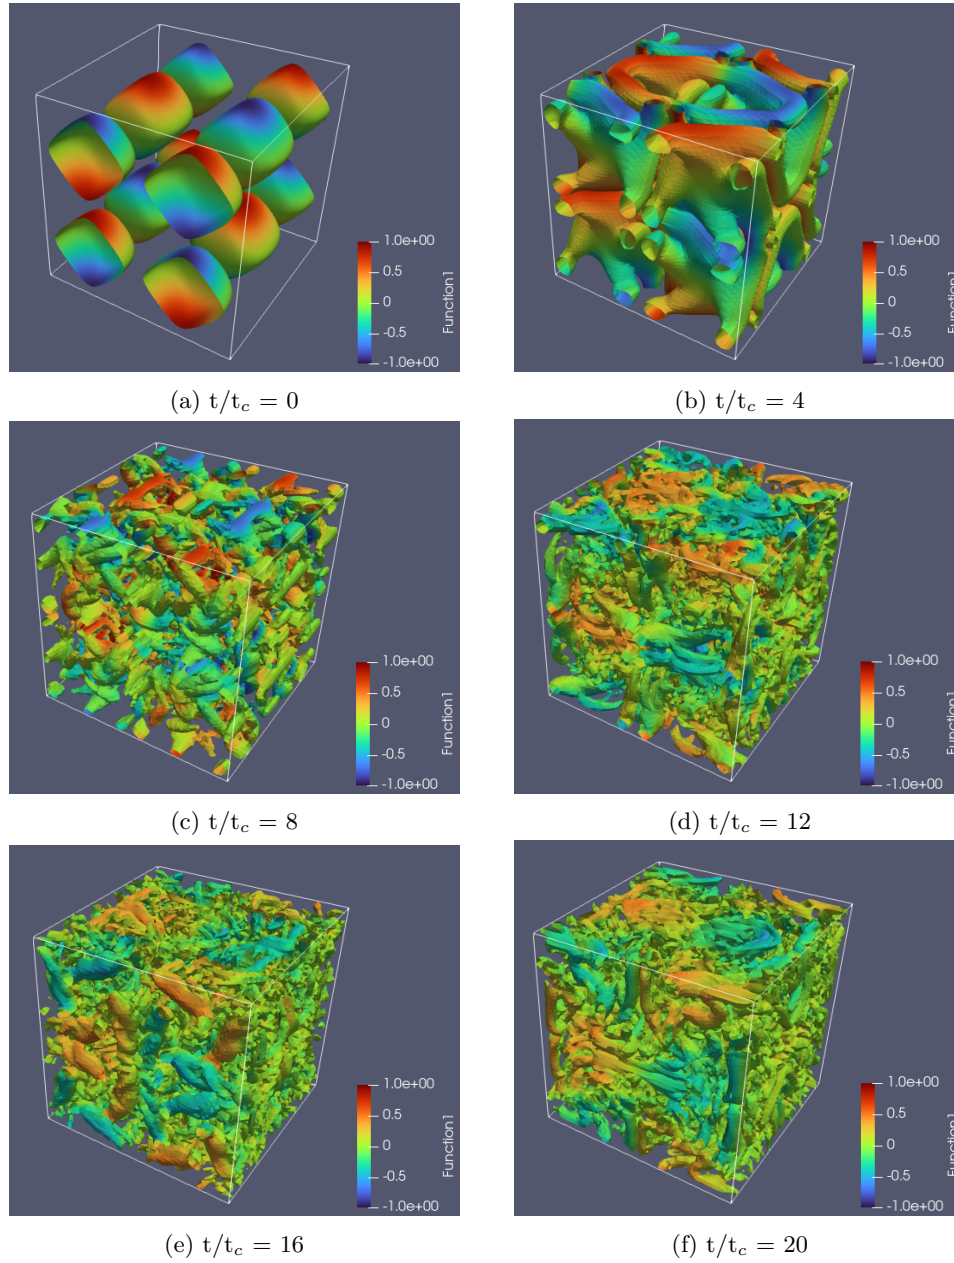 1.0e+00
0.5
0
-0.5
-1.0e+00
Function1
1.0e+00
0.5
0
-0.5
-1.0e+00
Function1
(a) t/t_c = 0
(b) t/t_c = 4
1.0e+00
0.5
0
-0.5
-1.0e+00
Function1
1.0e+00
0.5
0
-0.5
-1.0e+00
Function1
(c) t/t_c = 8
(d) t/t_c = 12
1.0e+00
0.5
0
-0.5
-1.0e+00
Function1
1.0e+00
0.5
0
-0.5
-1.0e+00
Function1
(e) t/t_c = 16
(f) t/t_c = 20